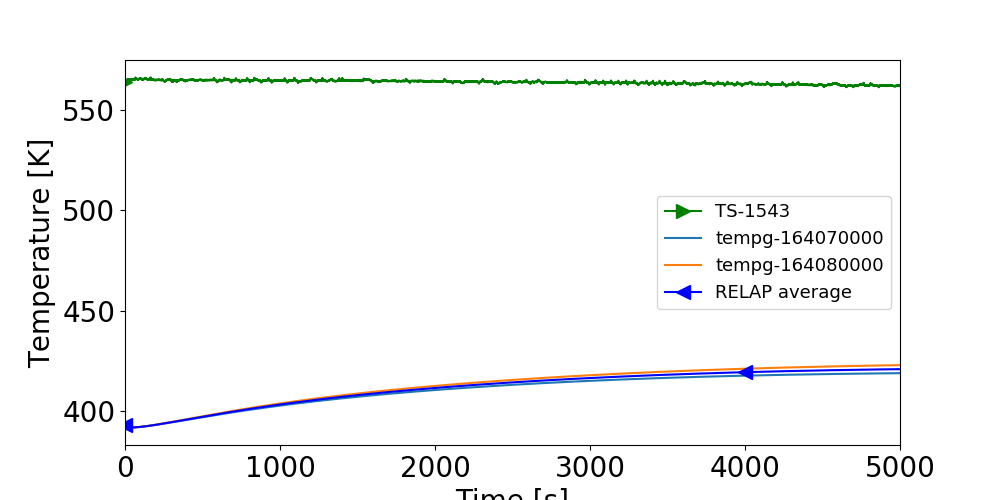 Temperature [K]
550
500
450
400
TS-1543
tempg-164070000
tempg-164080000
RELAP average
0 1000 2000 3000 4000 5000
Time [s]